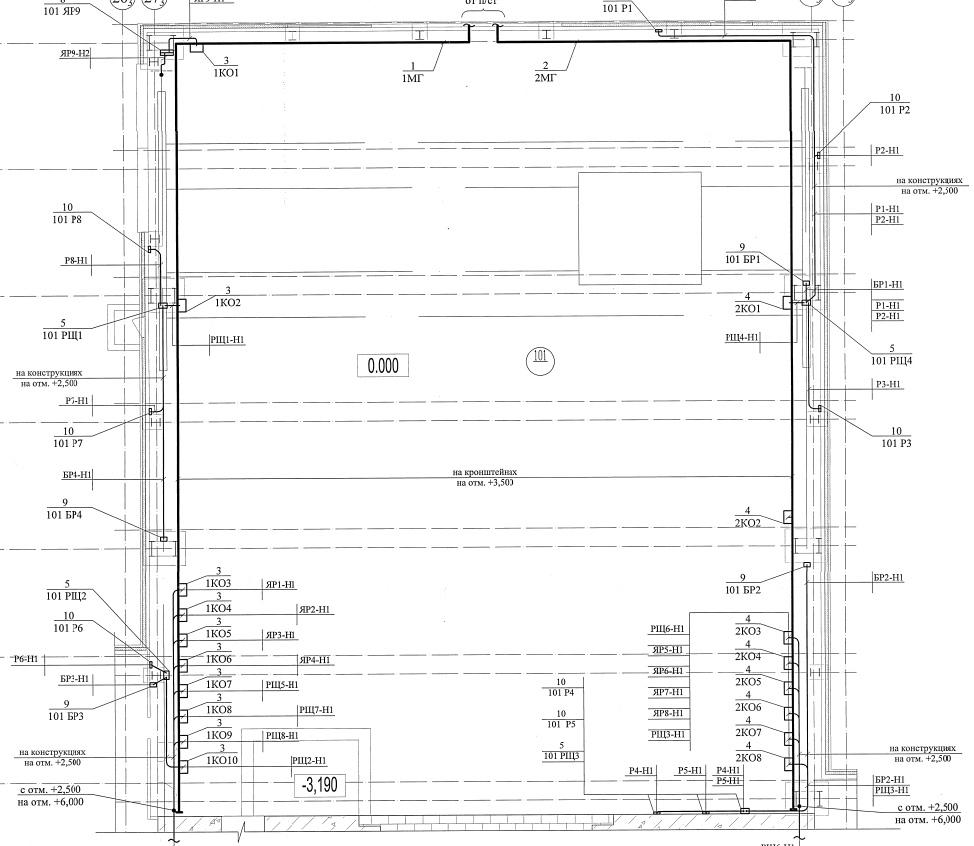 101 ЯР9
от п/ст
101 Р1
ЯР9-Н2
3
1КО1
1
1МГ
2
2МГ
10
101 Р2
Р2-Н1
на конструкциях
на отм. +2,500
Р1-Н1
Р2-Н1
10
101 Р8
Р8-Н1
9
101 БР1
БР1-Н1
Р1-Н1
Р2-Н1
3
1КО2
4
2КО1
5
101 РЩ1
РЩ1-Н1
РЩ4-Н1
5
101 РЩ4
0.000
101
на конструкциях
на отм. +2,500
Р3-Н1
Р7-Н1
10
101 Р7
10
101 Р3
БР4-Н1
на кронштейнах
на отм. +3,500
9
101 БР4
4
2КО2
9
101 БР2
БР2-Н1
5
101 РЩ2
3
1КО3
ЯР1-Н1
10
101 Р6
3
1КО4
ЯР2-Н1
3
1КО5
ЯР3-Н1
3
1КО6
ЯР4-Н1
3
1КО7
РЩ5-Н1
3
1КО8
РЩ7-Н1
3
1КО9
РЩ8-Н1
3
1КО10
РЩ2-Н1
Р6-Н1
БР3-Н1
9
101 БР3
РЩ6-Н1
ЯР5-Н1
ЯР6-Н1
ЯР7-Н1
ЯР8-Н1
РЩ3-Н1
4
2КО3
4
2КО4
4
2КО5
4
2КО6
4
2КО7
4
2КО8
10
101 Р4
10
101 Р5
5
101 РЩ3
на конструкциях
на отм. +2,500
на конструкциях
на отм. +2,500
-3,190
Р4-Н1
Р5-Н1
Р4-Н1
Р5-Н1
БР2-Н1
РЩ3-Н1
с отм. +2,500
на отм. +6,000
с отм. +2,500
на отм. +6,000